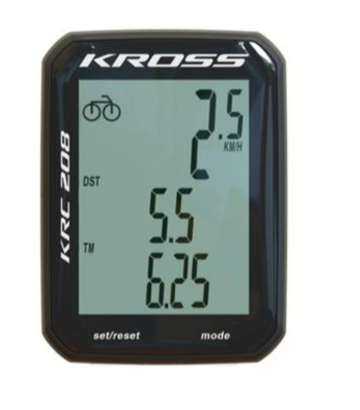 KROSS
2.5
KM/H
KRC 208
DST
5.5
TM
6.25
set/reset mode